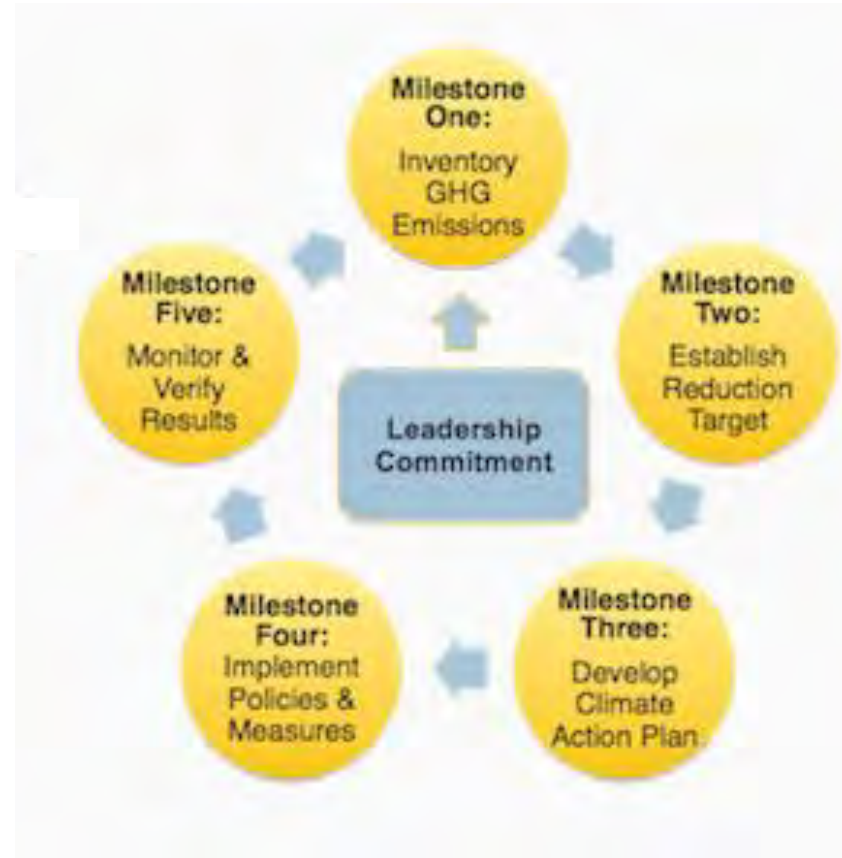 Milestone
One:
Inventory
GHG
Emissions
Milestone
Two:
Establish
Reduction
Target
Milestone
Three:
Develop
Climate
Action Plan
Milestone
Four:
Implement
Policies &
Measures
Milestone
Five:
Monitor &
Verify
Results
Leadership
Commitment